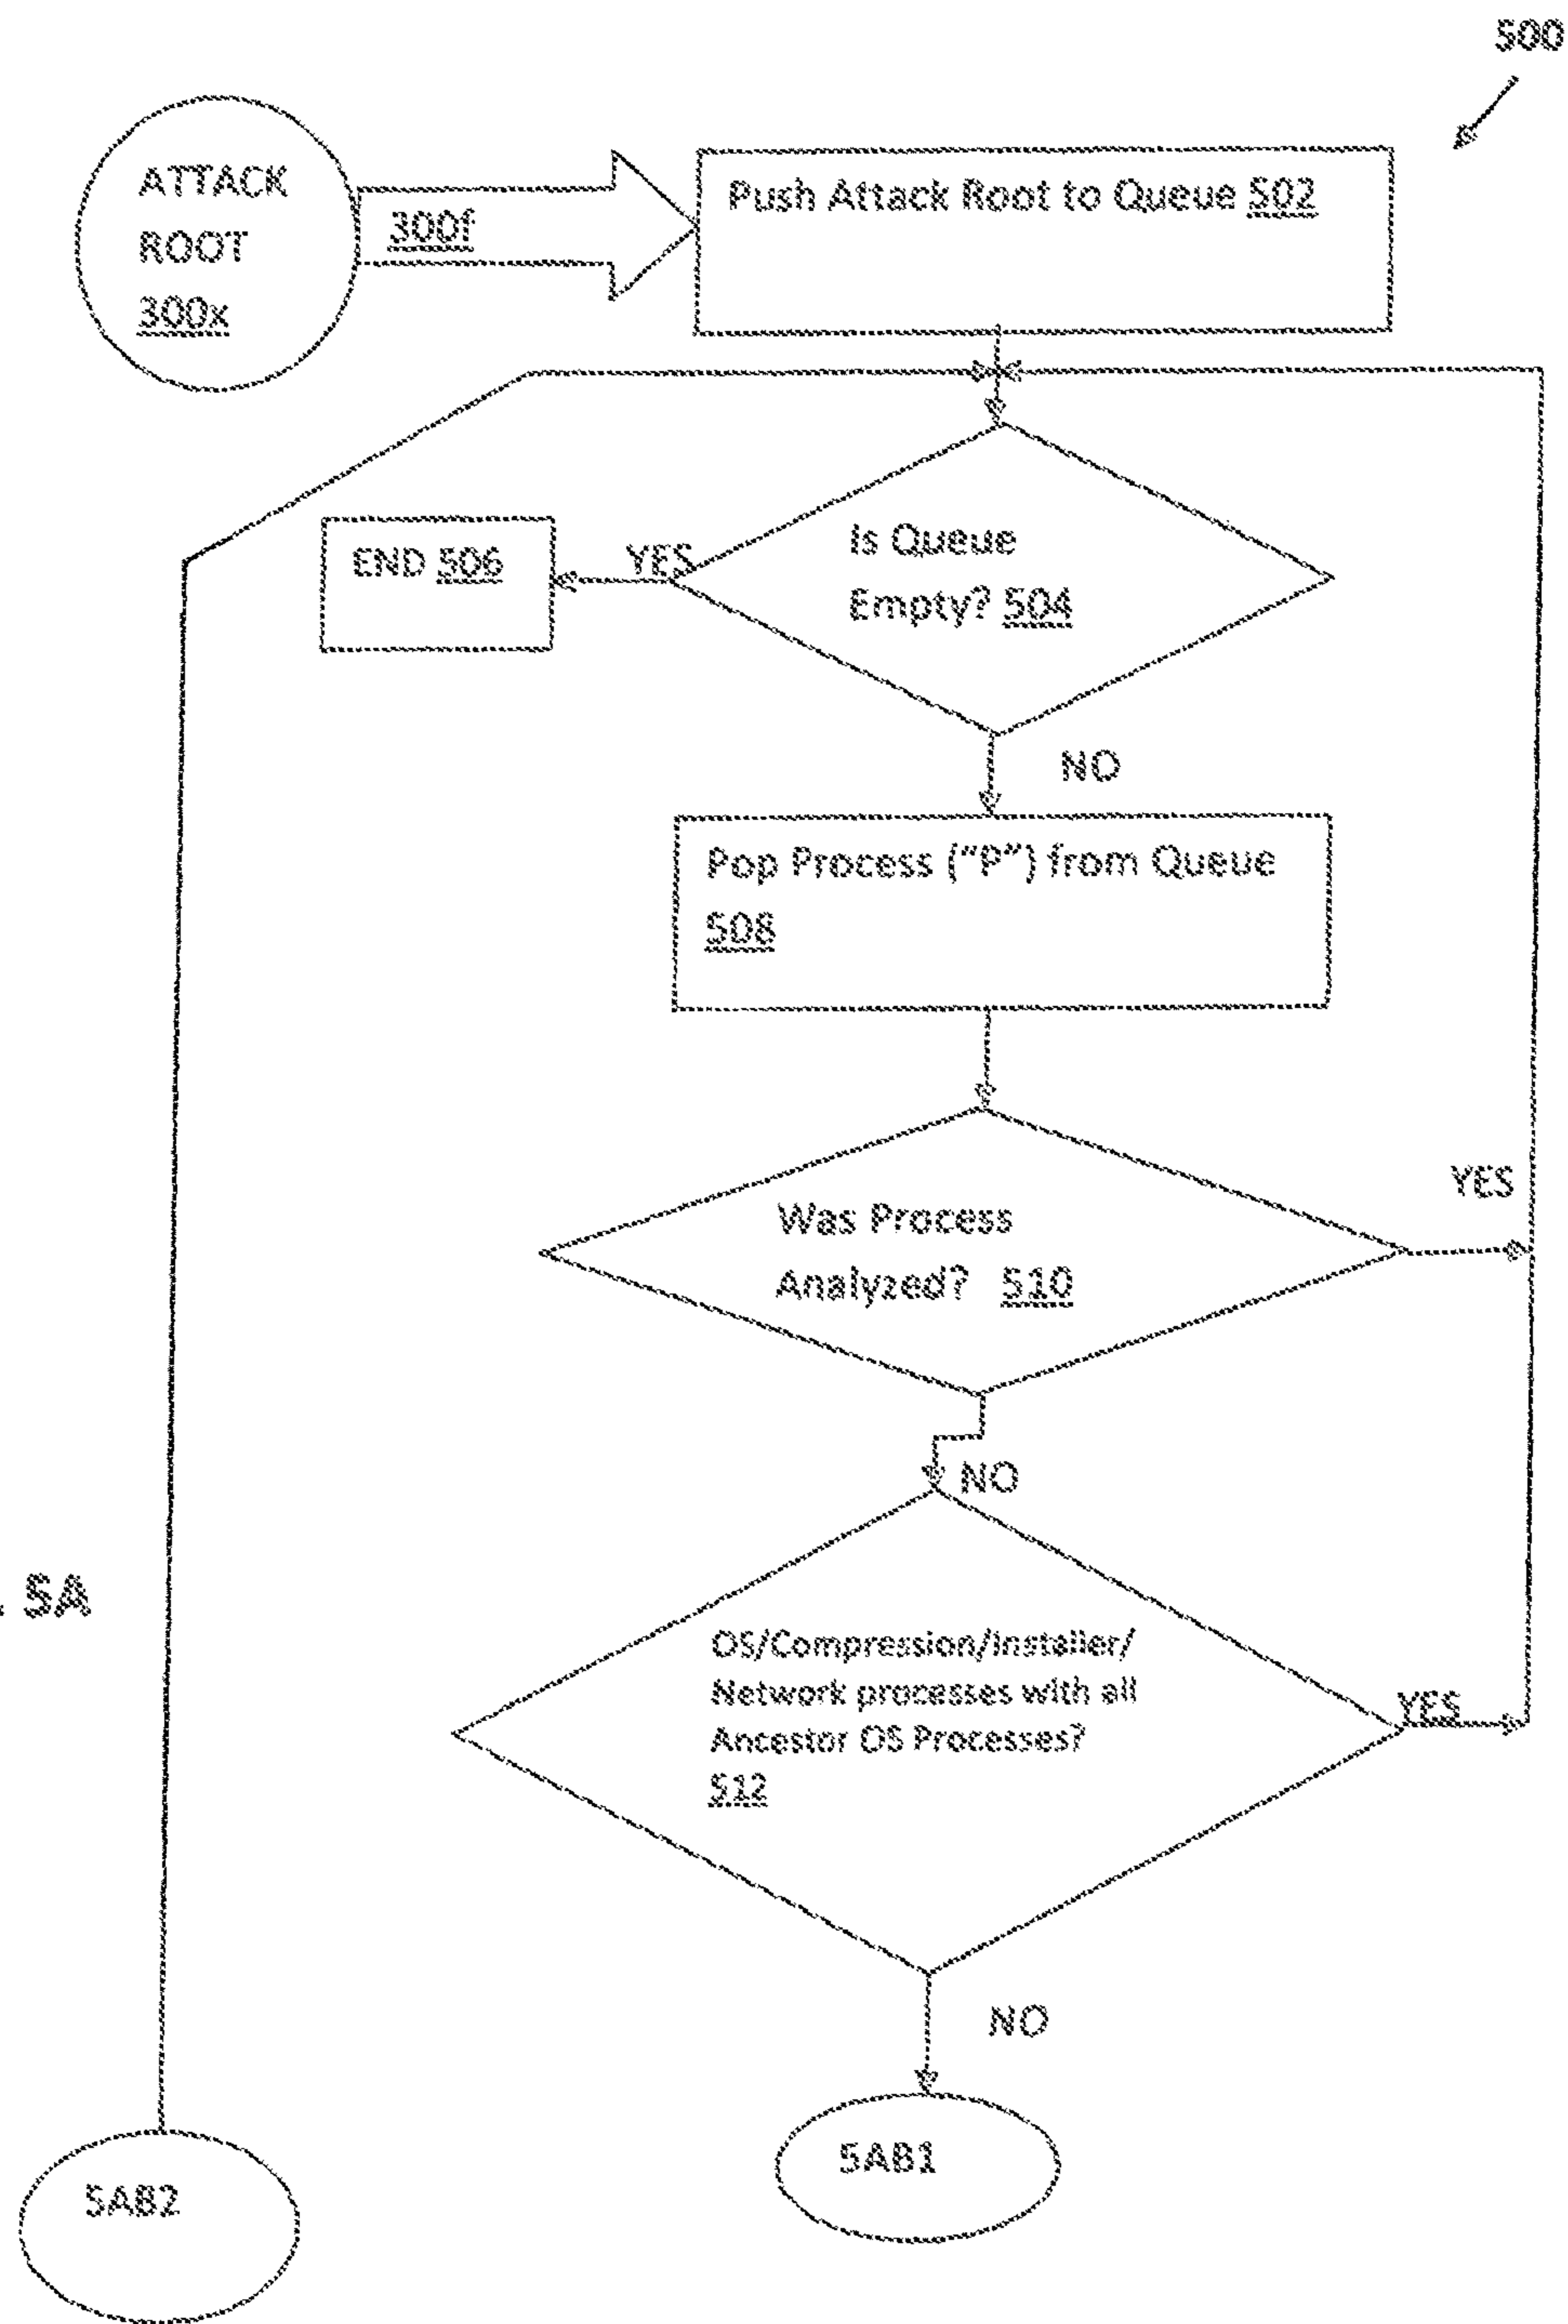 500
ATTACK
ROOT
300x
300f
Push Attack Root to Queue 502
Is Queue
Empty? 504
YES
END 506
NO
Pop Process ("P") from Queue
508
Was Process
Analyzed? 510
YES
NO
. 5A
OS/Compression/Installer/
Network processes with all
Ancestor OS Processes?
512
YES
NO
5AB1
5AB2